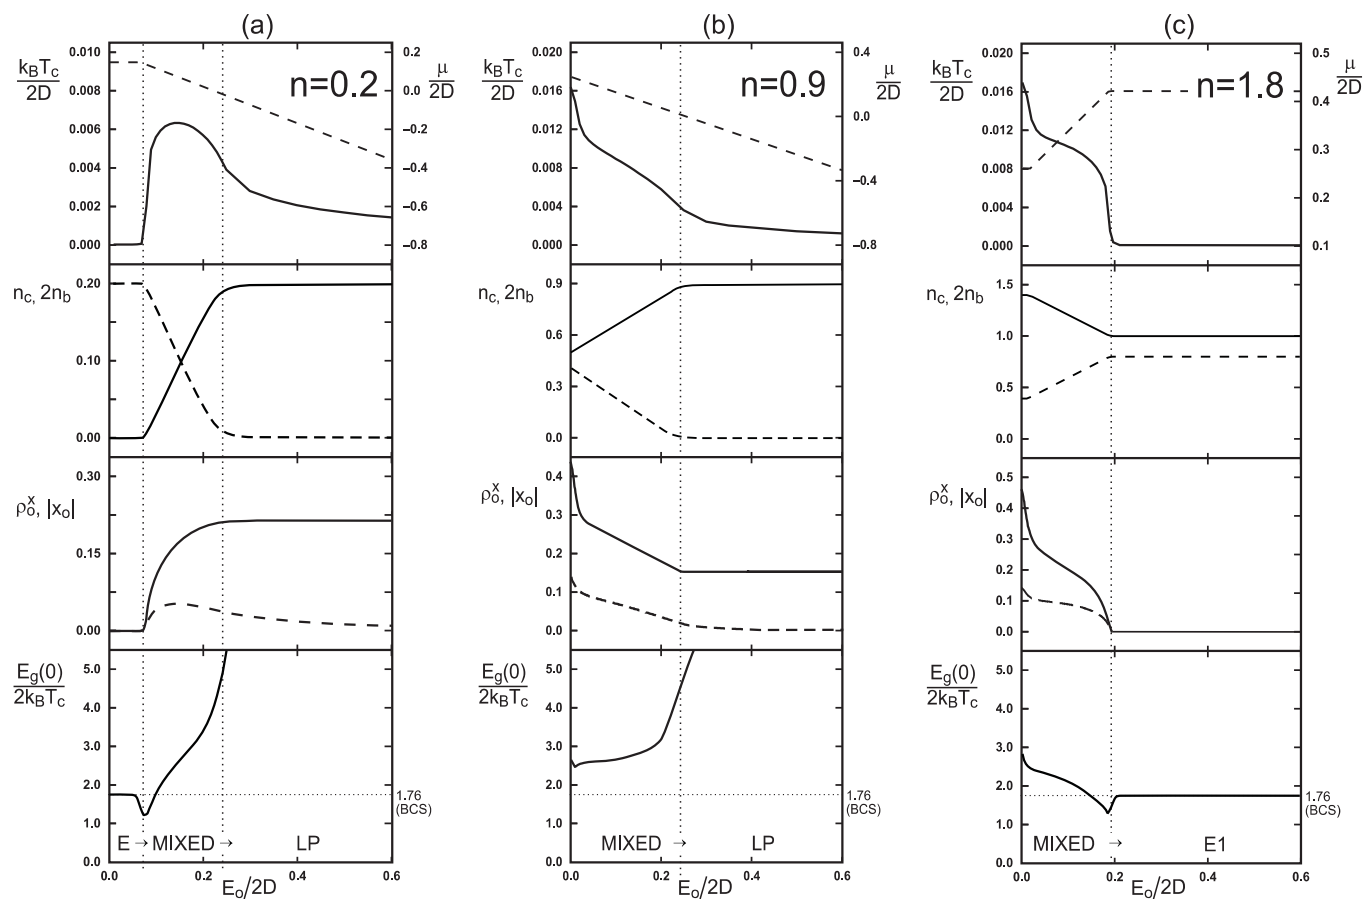 (a)
k_BT_c/2D
0.010
0.008
0.006
0.004
0.002
0.000
n=0.2
0.2
0.0
−0.2
−0.4
−0.6
−0.8
μ/2D
n_c, 2n_b
0.20
0.10
0.00
ρ_o^x, |x_o|
0.30
0.15
0.00
E_g(0)/2k_BT_c
5.0
4.0
3.0
2.0
1.0
0.0
1.76
(BCS)
E → MIXED → LP
0.0 0.2 0.4 0.6
E_o/2D
(b)
k_BT_c/2D
0.020
0.016
0.012
0.008
0.004
0.000
n=0.9
0.4
0.0
−0.4
−0.8
μ/2D
n_c, 2n_b
0.9
0.6
0.3
0.0
ρ_o^x, |x_o|
0.4
0.3
0.2
0.1
0.0
E_g(0)/2k_BT_c
5.0
4.0
3.0
2.0
1.0
0.0
1.76
(BCS)
MIXED → LP
0.0 0.2 0.4 0.6
E_o/2D
(c)
k_BT_c/2D
0.020
0.016
0.012
0.008
0.004
0.000
n=1.8
0.5
0.4
0.3
0.2
0.1
μ/2D
n_c, 2n_b
1.5
1.0
0.5
0.0
ρ_o^x, |x_o|
0.5
0.4
0.3
0.2
0.1
0.0
E_g(0)/2k_BT_c
5.0
4.0
3.0
2.0
1.0
0.0
1.76
(BCS)
MIXED → E1
0.0 0.2 0.4 0.6
E_o/2D